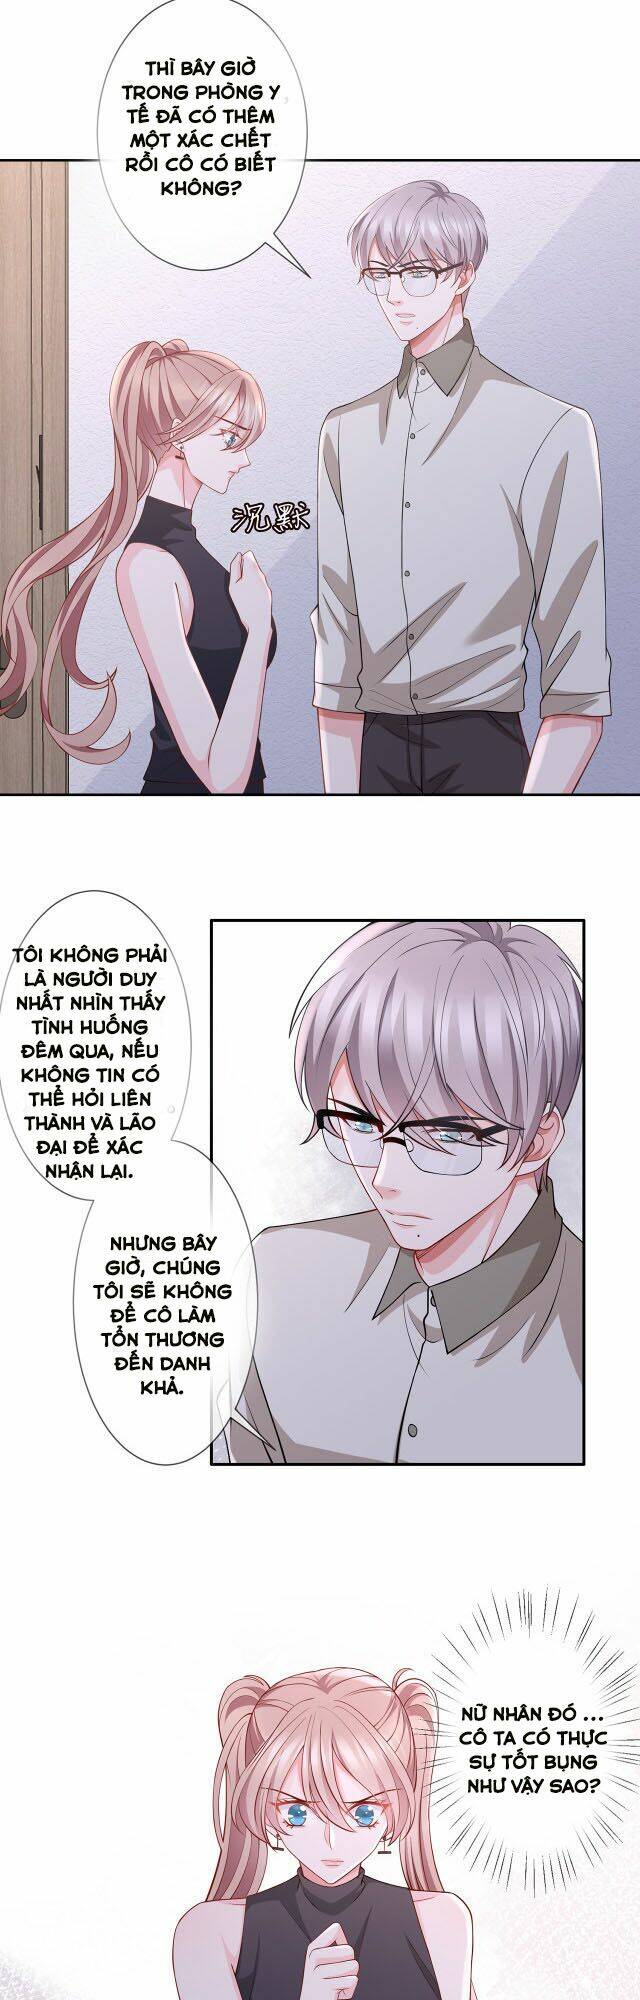 THÌ BÂY GIỜ
TRONG PHÒNG Y
TẾ ĐÃ CÓ THÊM
MỘT XÁC CHẾT
RỒI CÔ CÓ BIẾT
KHÔNG?
沉默
TÔI KHÔNG PHẢI
LÀ NGƯỜI DUY
NHẤT NHÌN THẤY
TÌNH HUỐNG
ĐÊM QUA, NẾU
KHÔNG TIN CÓ
THỂ HỎI LIÊN
THÀNH VÀ LÃO
ĐẠI ĐỂ XÁC
NHẬN LẠI.
NHƯNG BÂY
GIỜ, CHÚNG
TÔI SẼ KHÔNG
ĐỂ CÔ LÀM
TỔN THƯƠNG
ĐẾN DANH
KHẢ.
NỮ NHÂN ĐÓ ...
CÔ TA CÓ THỰC
SỰ TỐT BỤNG
NHƯ VẬY SAO?